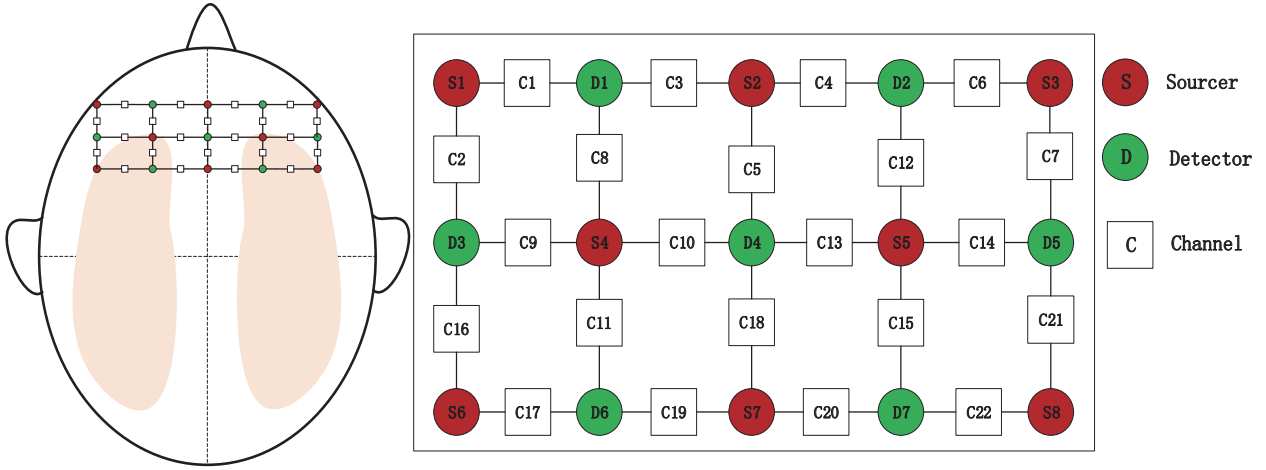 S1 C1 D1 C3 S2 C4 D2 C6 S3
C2 C8 C5 C12 C7
D3 C9 S4 C10 D4 C13 S5 C14 D5
C16 C11 C18 C15 C21
S6 C17 D6 C19 S7 C20 D7 C22 S8
S Sourcer
D Detector
C Channel